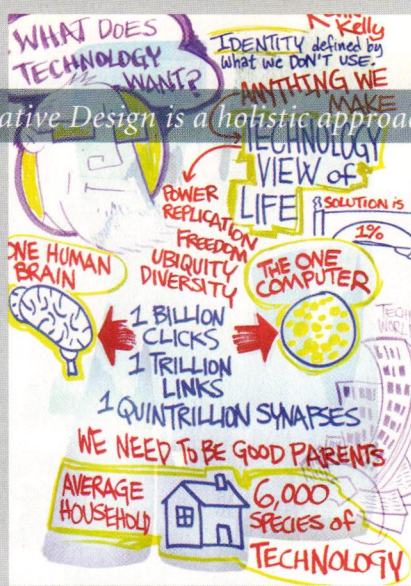 WHAT DOES
TECHNOLOGY
WANT?
Kelly
IDENTITY defined by
what we DON'T USE.
ANYTHING WE
MAKE
ative Design is a holistic approa
TECHNOLOGY
VIEW of
LIFE
POWER
REPLICATION
FREEDOM
UBIQUITY
DIVERSITY
SOLUTION is
1%
ONE HUMAN
BRAIN
THE ONE
COMPUTER
1 BILLION
CLICKS
1 TRILLION
LINKS
1 QUINTRILLION SYNAPSES
TECH
WORL
WE NEED TO BE GOOD PARENTS
AVERAGE
HOUSEHOLD
6,000
SPECIES of
TECHNOLOGY